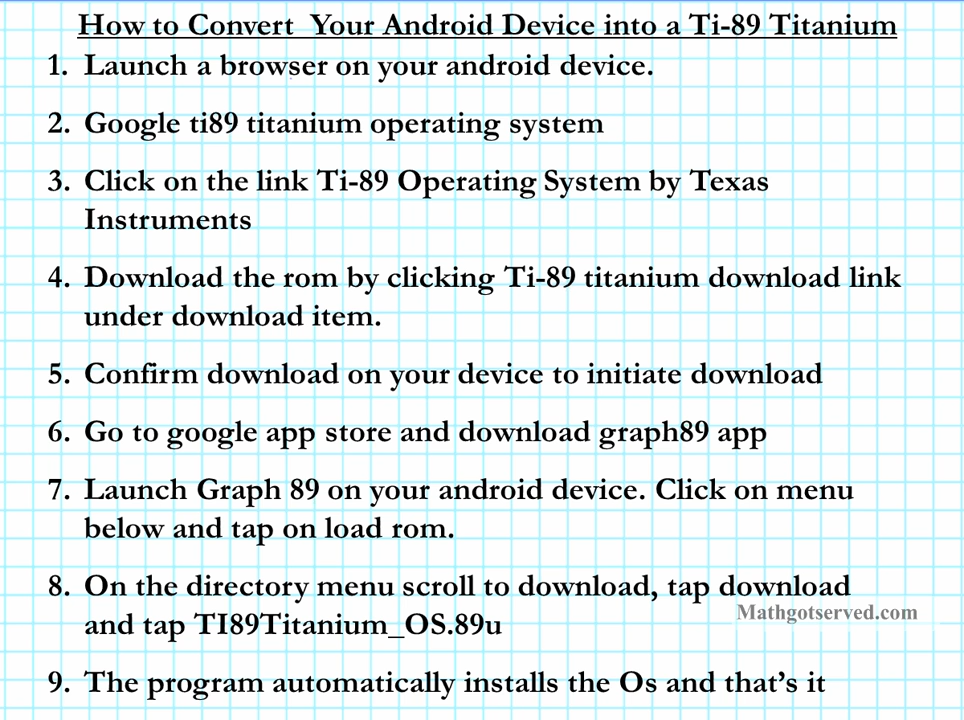 How to Convert  Your Android Device into a Ti-89 Titanium
1. Launch a browser on your android device.
2. Google ti89 titanium operating system
3. Click on the link Ti-89 Operating System by Texas
Instruments
4. Download the rom by clicking Ti-89 titanium download link
under download item.
5. Confirm download on your device to initiate download
6. Go to google app store and download graph89 app
7. Launch Graph 89 on your android device. Click on menu
below and tap on load rom.
8. On the directory menu scroll to download, tap download
and tap TI89Titanium_OS.89u
Mathgotserved.com
9. The program automatically installs the Os and that’s it